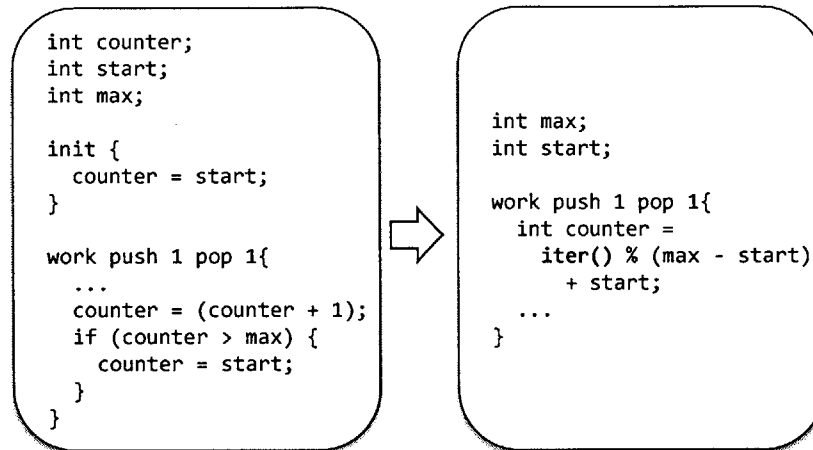 int counter;
int start;
int max;
init {
counter = start;
}
work push 1 pop 1{
...
counter = (counter + 1);
if (counter > max) {
counter = start;
}
}
int max;
int start;
work push 1 pop 1{
int counter =
iter() % (max - start)
+ start;
...
}